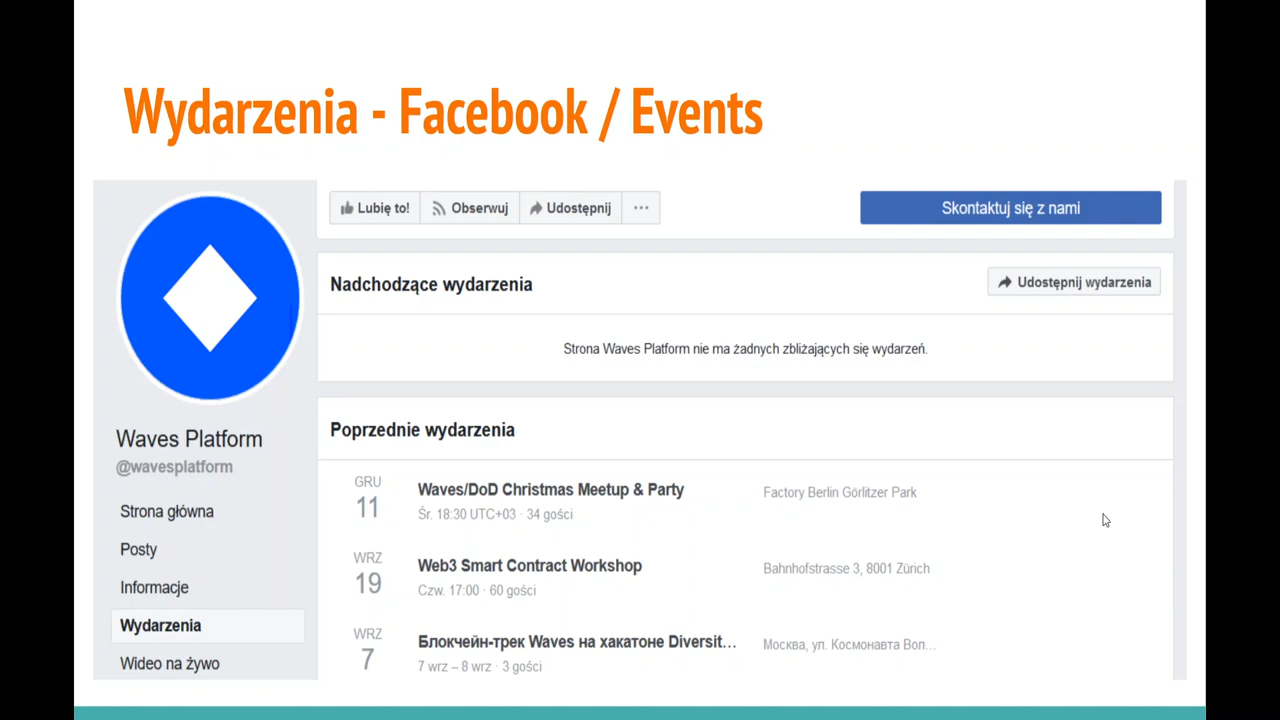 Wydarzenia - Facebook / Events
Lubię to! Obserwuj Udostępnij ...
Skontaktuj się z nami
Nadchodzące wydarzenia
Udostępnij wydarzenia
Strona Waves Platform nie ma żadnych zbliżających się wydarzeń.
Waves Platform
@wavesplatform
Strona główna
Posty
Informacje
Wydarzenia
Wideo na żywo
Poprzednie wydarzenia
GRU
11
Waves/DoD Christmas Meetup & Party
Śr. 18:30 UTC+03 · 34 gości
Factory Berlin Görlitzer Park
WRZ
19
Web3 Smart Contract Workshop
Czw. 17:00 · 60 gości
Bahnhofstrasse 3, 8001 Zürich
WRZ
7
Блокчейн-трек Waves на хакатоне Diversit...
7 wrz – 8 wrz · 3 gości
Москва, ул. Космонавта Вол...